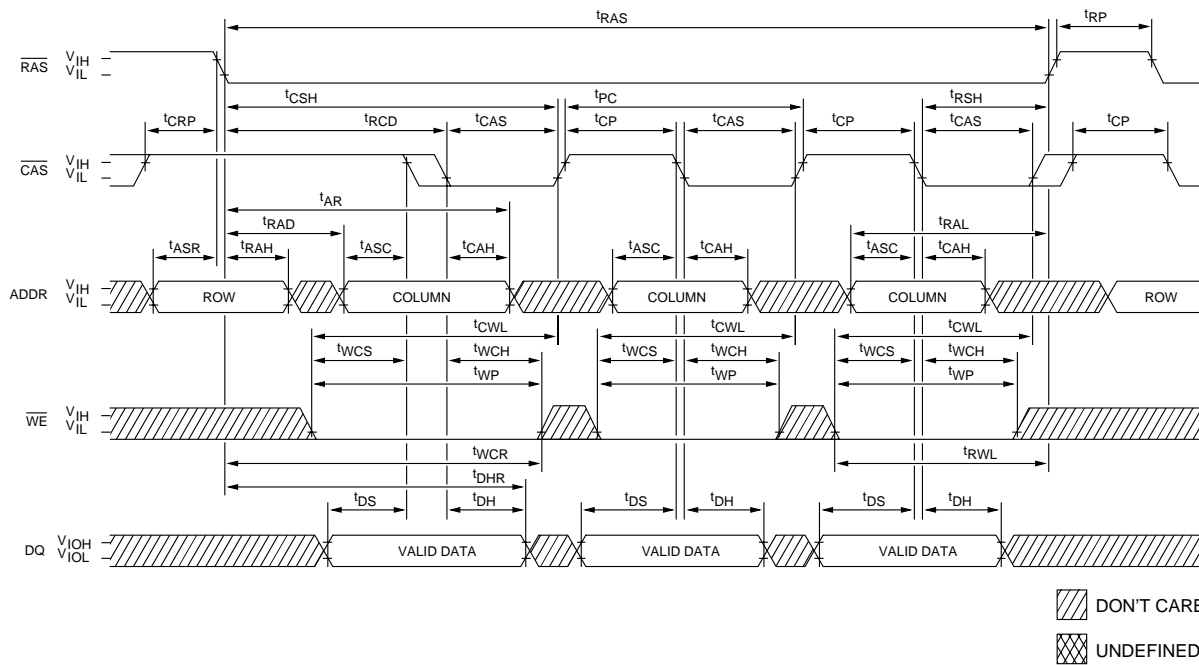 tRAS tRP
RAS VIH
VIL
tCSH tPC tRSH
tCRP tRCD tCAS tCP tCAS tCP tCAS tCP
CAS VIH
VIL
tAR
tRAD tRAL
tASR tRAH tASC tCAH tASC tCAH tASC tCAH
ADDR VIH
VIL
ROW COLUMN COLUMN COLUMN ROW
tCWL tCWL tCWL
tWCS tWCH tWCS tWCH tWCS tWCH
tWP tWP tWP
WE VIH
VIL
tWCR tRWL
tDHR
tDS tDH tDS tDH tDS tDH
DQ VIOH
VIOL
VALID DATA VALID DATA VALID DATA
DON'T CARE
UNDEFINED